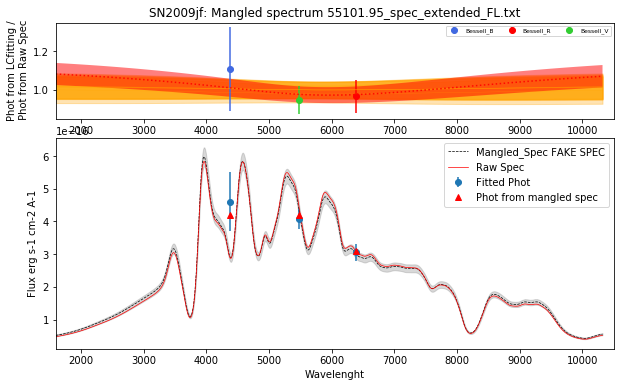 SN2009jf: Mangled spectrum 55101.95_spec_extended_FL.txt
Phot from LCfitting /
Phot from Raw Spec
1.2
1.0
Bessell_B
Bessell_R
Bessell_V
2000 3000 4000 5000 6000 7000 8000 9000 10000
Flux erg s-1 cm-2 A-1
6
5
4
3
2
1
Mangled_Spec FAKE SPEC
Raw Spec
Fitted Phot
Phot from mangled spec
2000 3000 4000 5000 6000 7000 8000 9000 10000
Wavelenght